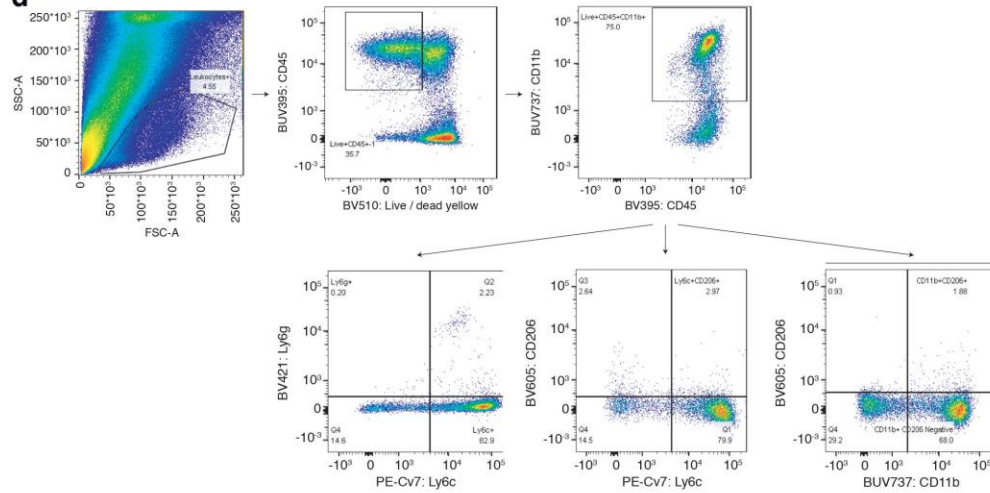 d
250*10³
200*10³
150*10³
100*10³
50*10³
0
SSC-A
Leukocytes+
4.55
0
50*10³
100*10³
150*10³
200*10³
250*10³
FSC-A
BUV395: CD45
10⁵
10⁴
10³
0
-10³
Live+CD45+-1
35.7
-10³
0
10³
10⁴
10⁵
BV510: Live / dead yellow
BUV737: CD11b
Live+CD45+CD11b+
75.0
10⁵
10⁴
10³
0
-10³
-10³
0
10³
10⁴
10⁵
BV395: CD45
BV421: Ly6g
Ly6g+
0.20
Q2
2.23
10⁵
10⁴
10³
0
-10³
Q4
14.6
Ly6c+
82.9
-10³
0
10³
10⁴
10⁵
PE-Cv7: Ly6c
BV605: CD206
Q3
2.64
Ly6c+CD206+
2.97
10⁵
10⁴
10³
0
-10³
Q4
14.5
Q1
79.9
-10³
0
10³
10⁴
10⁵
PE-Cv7: Ly6c
BV605: CD206
Q1
0.93
CD11b+CD206+
1.88
10⁵
10⁴
10³
0
-10³
Q4
29.2
CD11b+ CD206 Negative
68.0
-10³
0
10³
10⁴
10⁵
BUV737: CD11b